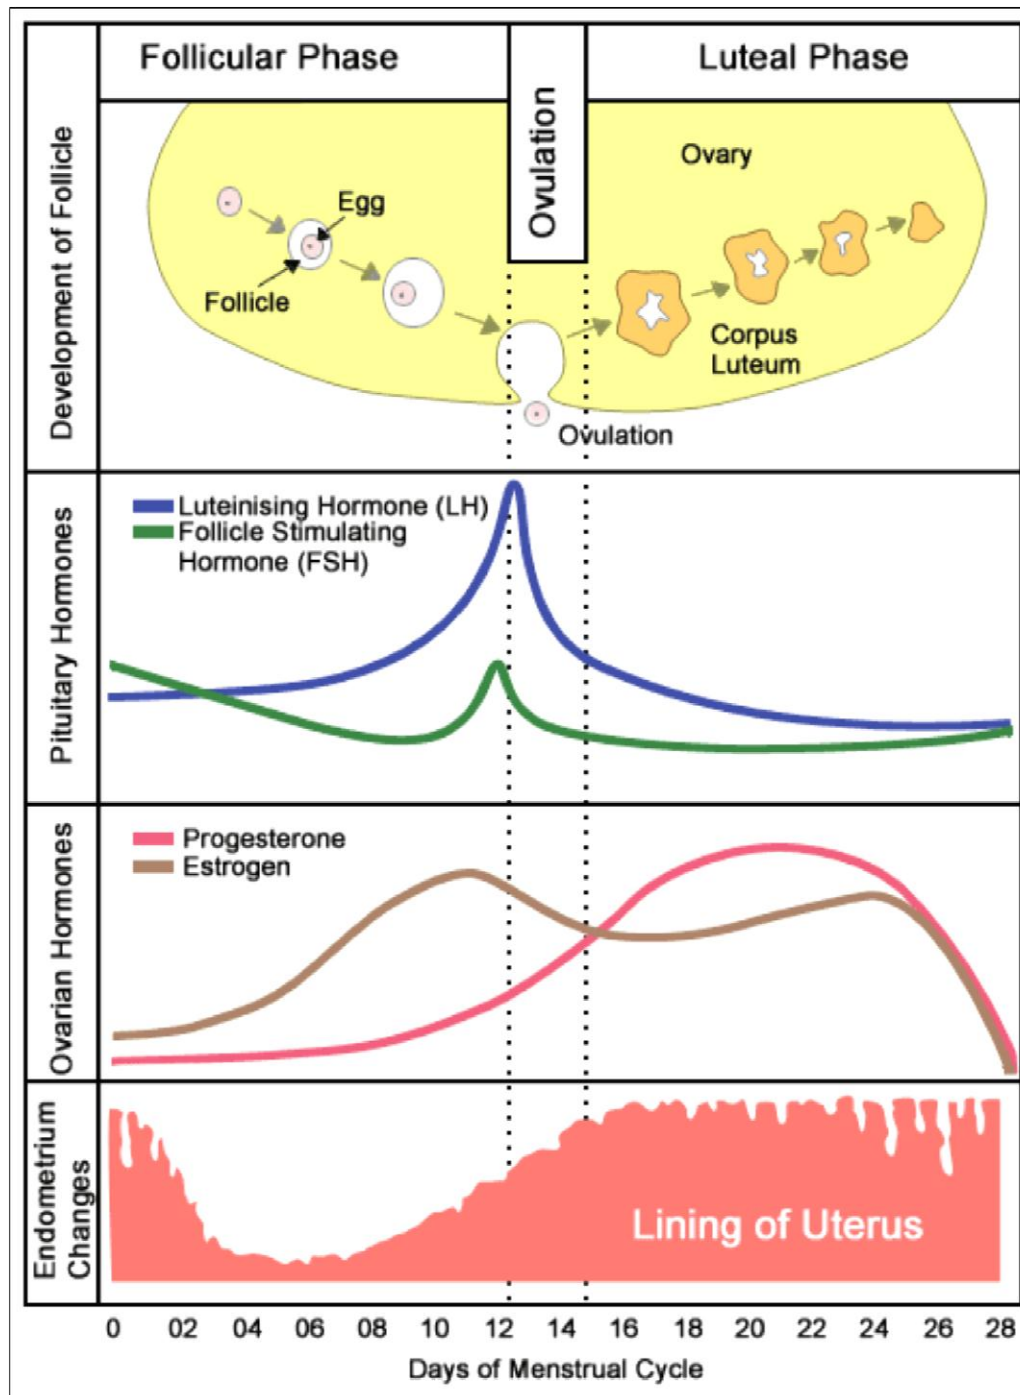 Follicular Phase
Ovulation
Luteal Phase
Development of Follicle
Egg
Follicle
Ovary
Corpus
Luteum
Ovulation
Pituitary Hormones
Luteinising Hormone (LH)
Follicle Stimulating
Hormone (FSH)
Ovarian Hormones
Progesterone
Estrogen
Endometrium
Changes
Lining of Uterus
0 02 04 06 08 10 12 14 16 18 20 22 24 26 28
Days of Menstrual Cycle